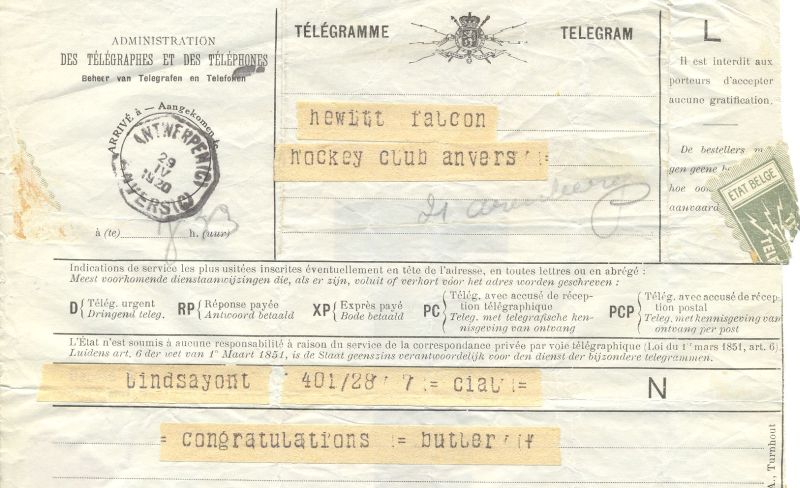 ADMINISTRATION
DES TÉLÉGRAPHES ET DES TÉLÉPHONES
Beheer van Telegrafen en Telefonen
TÉLÉGRAMME
TELEGRAM
L
Il est interdit aux
porteurs d'accepter
aucune gratification.
De bestellers
gen geene
hoe oo
aanvaard
ARRIVÉ à — Aangekomen te
ANTWERPEN(C)
29
IV
1920
ANVERS(C)
à (te)
h. (uur)
hewitt falcon
hockey club anvers =
ETAT BELGE
Indications de service les plus usitées inscrites éventuellement en tête de l'adresse, en toutes lettres ou en abrégé :
Meest voorkomende dienstaanwijzingen die, als er zijn, voluit of verkort vóór het adres worden geschreven :
D { Télég. urgent
Dringend teleg.
RP { Réponse payée
Antwoord betaald
XP { Exprès payé
Bode betaald
PC { Télég. avec accusé de réception télégraphique
Teleg. met telegrafische kennisgeving van ontvang
PCP { Télég. avec accusé de réception postal
Teleg. met kennisgeving van ontvang per post
L'État n'est soumis à aucune responsabilité à raison du service de la correspondance privée par voie télégraphique (Loi du 1er mars 1851, art. 6)
Luidens art. 6 der wet van 1e Maart 1851, is de Staat geenszins verantwoordelijk voor den dienst der bijzondere telegrammen.
lindsayont 401/28 7 = cial =
N
= congratulations = butler +
A., Turnhout